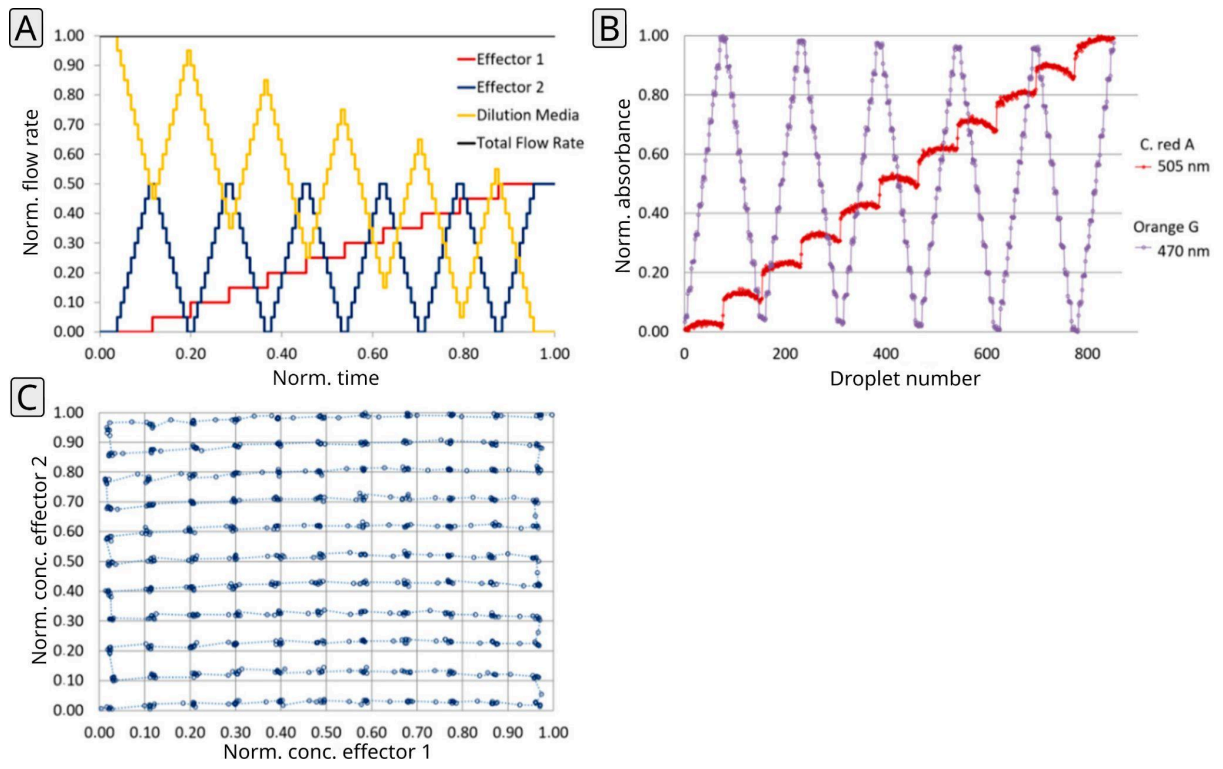 A
1.00
0.90
0.80
0.70
0.60
0.50
0.40
0.30
0.20
0.10
0.00
Norm. flow rate
Effector 1
Effector 2
Dilution Media
Total Flow Rate
0.00 0.20 0.40 0.60 0.80 1.00
Norm. time
B
1.00
0.80
0.60
0.40
0.20
0.00
Norm. absorbance
C. red A
505 nm
Orange G
470 nm
0 200 400 600 800
Droplet number
C
1.00
0.90
0.80
0.70
0.60
0.50
0.40
0.30
0.20
0.10
0.00
Norm. conc. effector 2
0.00 0.10 0.20 0.30 0.40 0.50 0.60 0.70 0.80 0.90 1.00
Norm. conc. effector 1